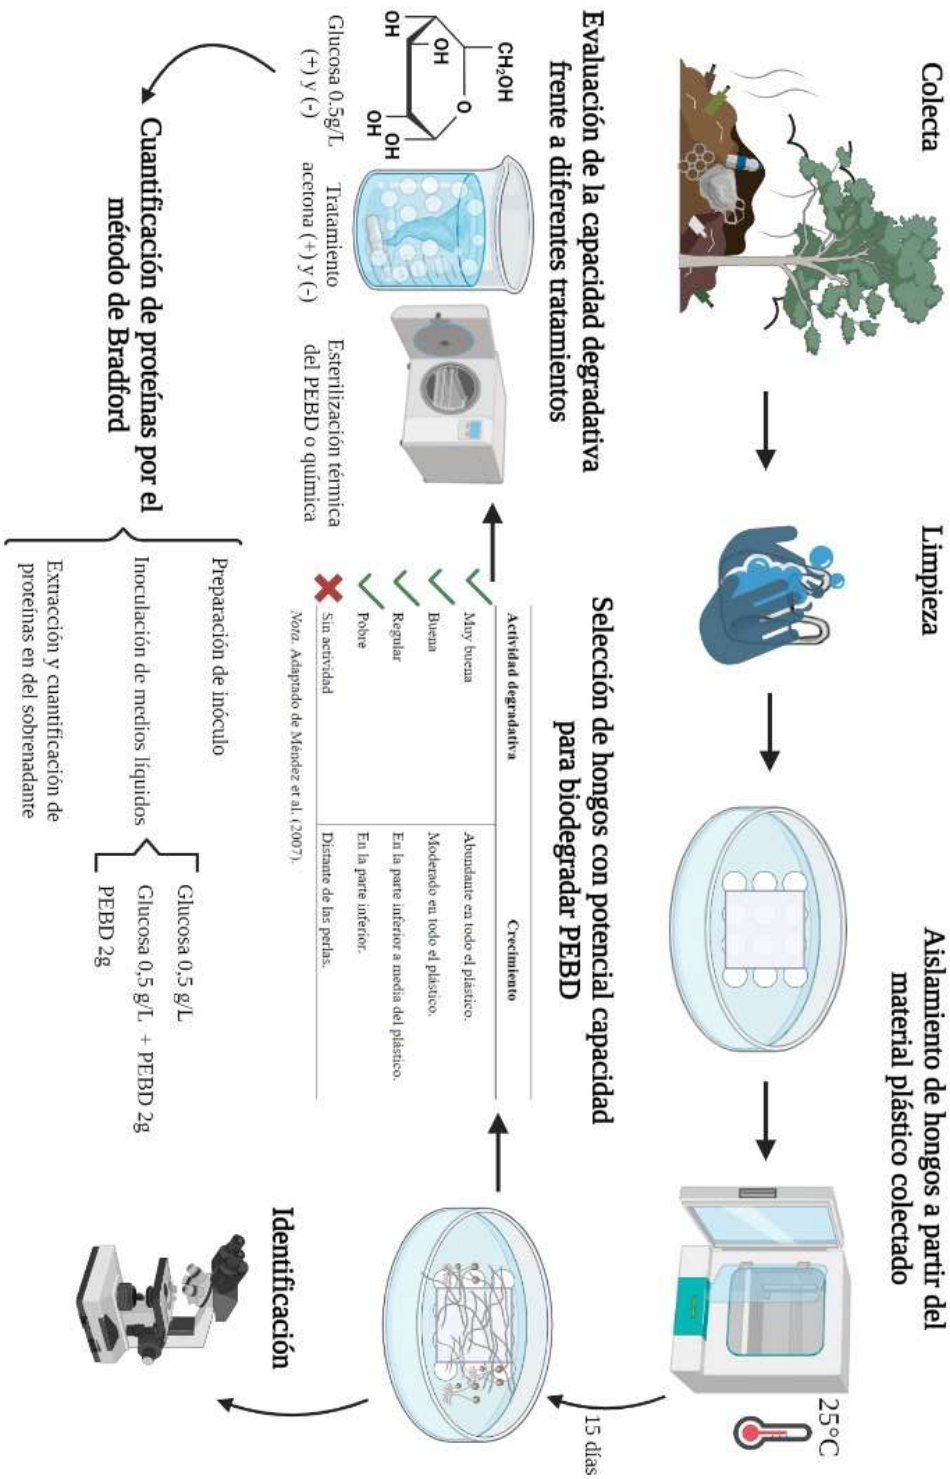 Colecta
Limpieza
Aislamiento de hongos a partir del
material plástico colectado
25°C
15 días
Identificación
Selección de hongos con potencial capacidad
para biodegradar PEBD
Actividad degradativa
Crecimiento
Muy buena
Abundante en todo el plástico.
Buena
Moderado en todo el plástico.
Regular
En la parte inferior a media del plástico.
Pobre
En la parte inferior.
Sin actividad
Distante de las perlas.
Nota. Adaptado de Méndez et al. (2007).
Evaluación de la capacidad degradativa
frente a diferentes tratamientos
CH₂OH
O
OH
OH
OH
OH
Glucosa 0.5g/L
(+) y (-)
Tratamiento
acetona (+) y (-)
Esterilización térmica
del PEBD o química
Cuantificación de proteínas por el
método de Bradford
Preparación de inóculo
Inoculación de medios líquidos
Glucosa 0,5 g/L
Glucosa 0,5 g/L + PEBD 2g
PEBD 2g
Extracción y cuantificación de
proteínas en del sobrenadante